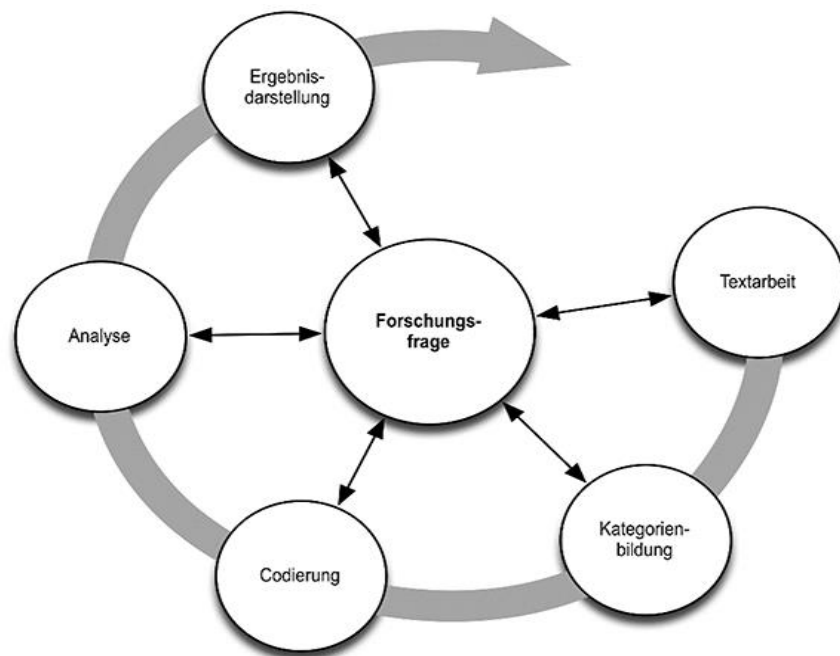 Ergebnis-
darstellung
Textarbeit
Analyse
Forschungs-
frage
Kategorien-
bildung
Codierung